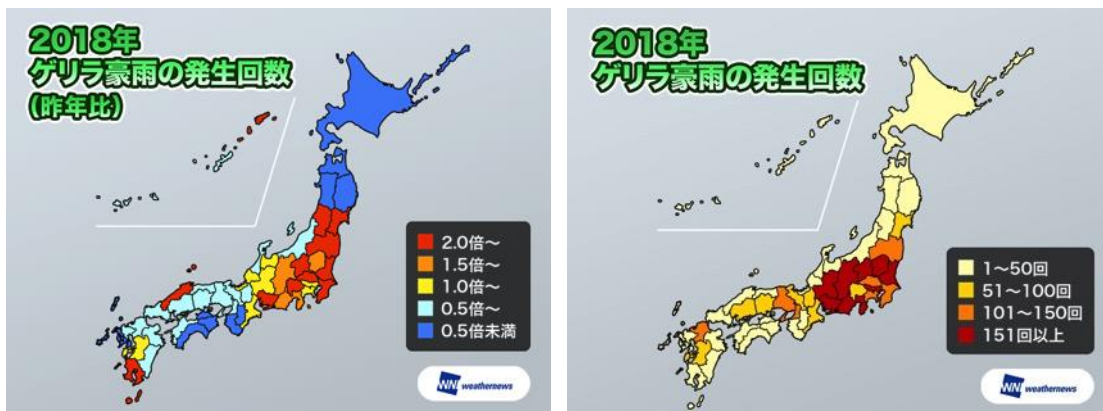 2018年
ゲリラ豪雨の発生回数
(昨年比)
2.0倍～
1.5倍～
1.0倍～
0.5倍～
0.5倍未満
WNI weathernews
2018年
ゲリラ豪雨の発生回数
1～50回
51～100回
101～150回
151回以上
WNI weathernews